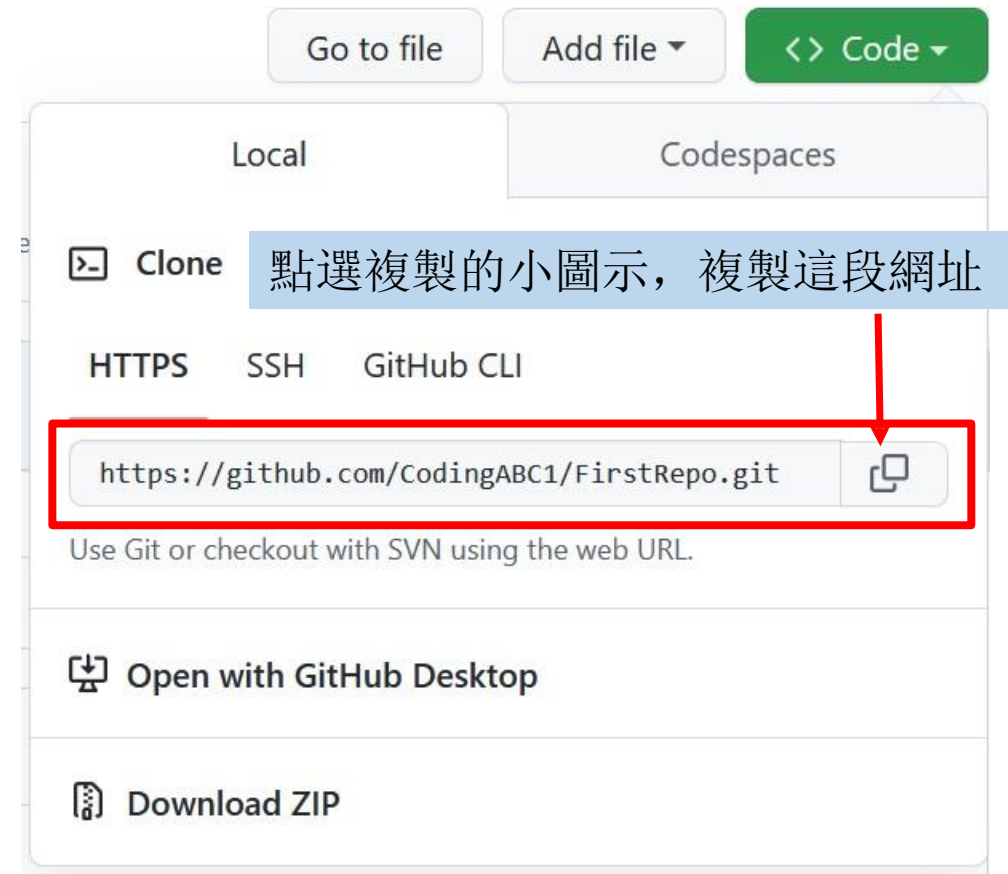 Go to file Add file <> Code
Local Codespaces
Clone
點選複製的小圖示，複製這段網址
HTTPS SSH GitHub CLI
https://github.com/CodingABC1/FirstRepo.git
Use Git or checkout with SVN using the web URL.
Open with GitHub Desktop
Download ZIP